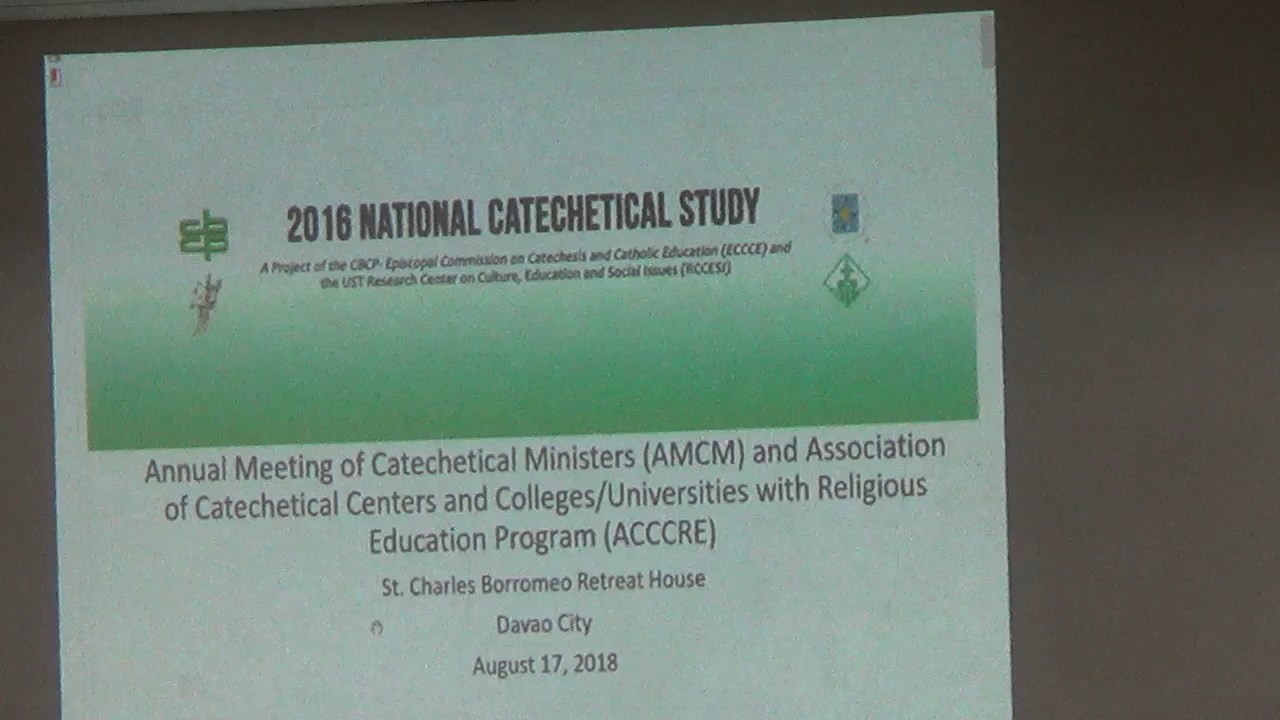 2016 NATIONAL CATECHETICAL STUDY
A Project of the CBCP- Episcopal Commission on Catechesis and Catholic Education (ECCCE) and
the UST Research Center on Culture, Education and Social Issues (RCCESI)
Annual Meeting of Catechetical Ministers (AMCM) and Association
of Catechetical Centers and Colleges/Universities with Religious
Education Program (ACCCRE)
St. Charles Borromeo Retreat House
Davao City
August 17, 2018